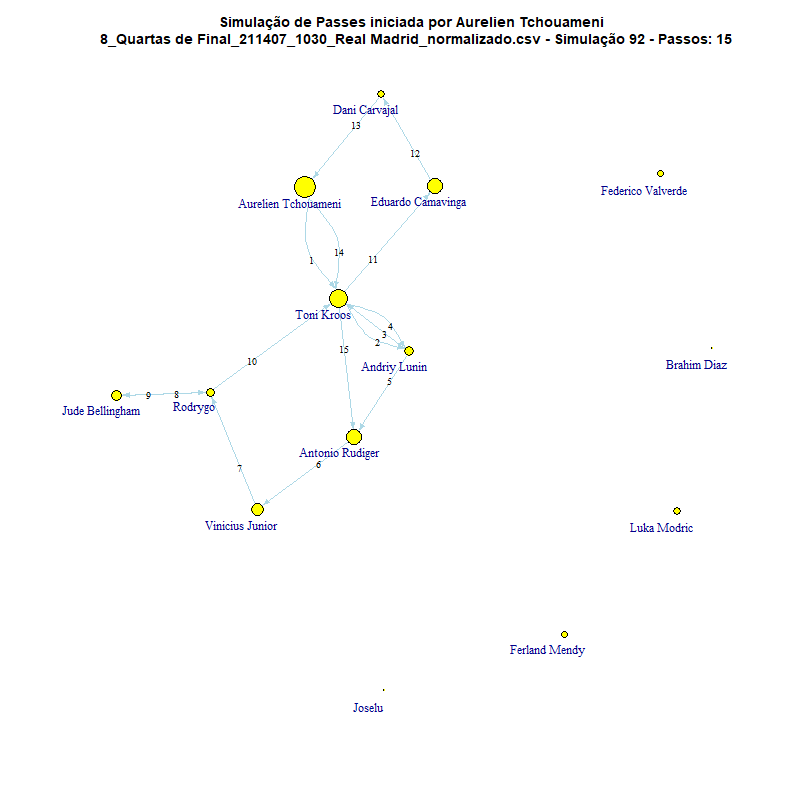 Simulação de Passes iniciada por Aurelien Tchouameni
8_Quartas de Final_211407_1030_Real Madrid_normalizado.csv - Simulação 92 - Passos: 15
Dani Carvajal
13
12
Federico Valverde
Aurelien Tchouameni
Eduardo Camavinga
14
1
11
Toni Kroos
4
3
2
15
10
Andriy Lunin
Brahim Diaz
5
9
8
Jude Bellingham
Rodrygo
Antonio Rudiger
6
7
Vinicius Junior
Luka Modric
Ferland Mendy
Joselu